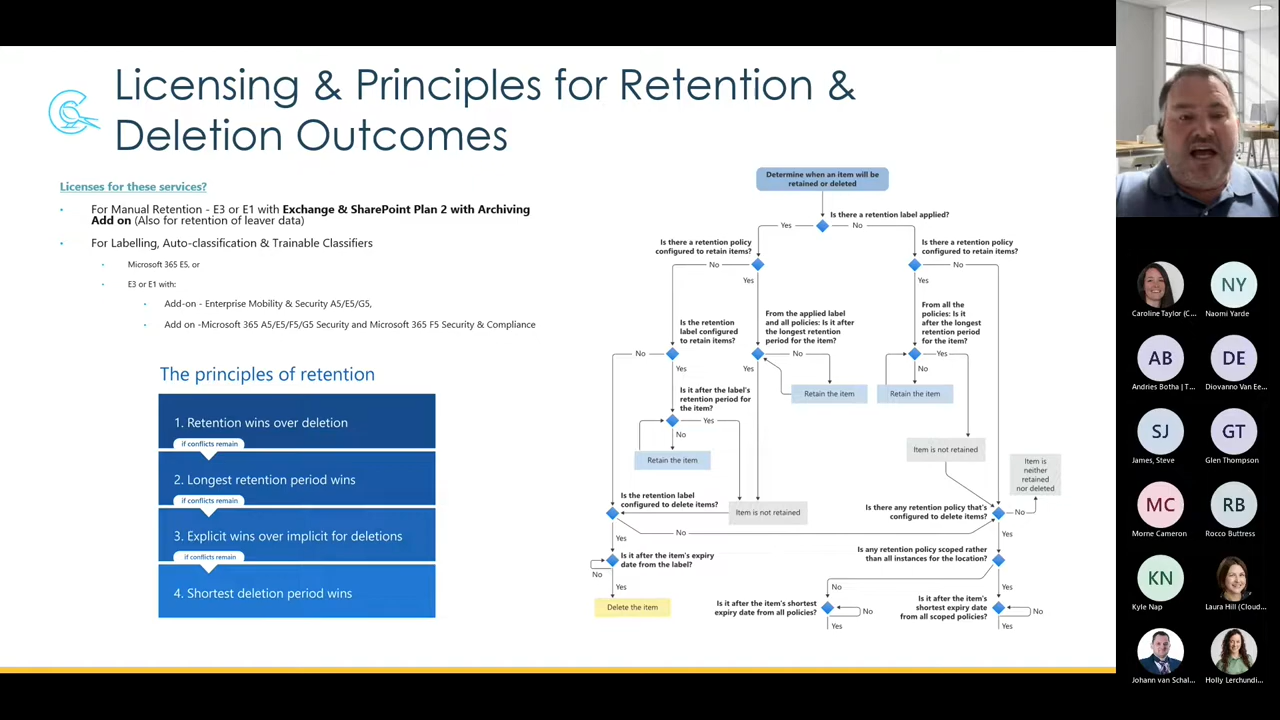 Licensing & Principles for Retention &
Deletion Outcomes
Licenses for these services?
• For Manual Retention - E3 or E1 with Exchange & SharePoint Plan 2 with Archiving
Add on (Also for retention of leaver data)
• For Labelling, Auto-classification & Trainable Classifiers
• Microsoft 365 E5, or
• E3 or E1 with:
• Add-on - Enterprise Mobility & Security A5/E5/G5,
• Add on -Microsoft 365 A5/E5/F5/G5 Security and Microsoft 365 F5 Security & Compliance
The principles of retention
1. Retention wins over deletion
if conflicts remain
2. Longest retention period wins
if conflicts remain
3. Explicit wins over implicit for deletions
if conflicts remain
4. Shortest deletion period wins
Determine when an item will be
retained or deleted
Is there a retention label applied?
Yes
No
Is there a retention policy
configured to retain items?
No
Yes
Is there a retention policy
configured to retain items?
No
Yes
Is the retention
label configured
to retain items?
No
Yes
From the applied label
and all policies: Is it after
the longest retention
period for the item?
No
Yes
Retain the item
From all the
policies: Is it
after the longest
retention period
for the item?
Yes
No
Retain the item
Is it after the label's
retention period for
the item?
Yes
No
Retain the item
Item is not retained
Item is
neither
retained
nor deleted
Is the retention label
configured to delete items?
Item is not retained
No
Yes
Is there any retention policy that's
configured to delete items?
No
Yes
Is it after the item's expiry
date from the label?
No
Yes
Delete the item
Is any retention policy scoped rather
than all instances for the location?
No
Yes
Is it after the item's shortest
expiry date from all policies?
No
Yes
Is it after the item's
shortest expiry date
from all scoped policies?
No
Yes
Caroline Taylor (C...
NY
Naomi Yarde
AB
Andries Botha | T...
DE
Diovanno Van Ee...
SJ
James, Steve
GT
Glen Thompson
MC
Morne Cameron
RB
Rocco Buttress
KN
Kyle Nap
Laura Hill (Cloud...
Johann van Schal...
Holly Lerchundi...